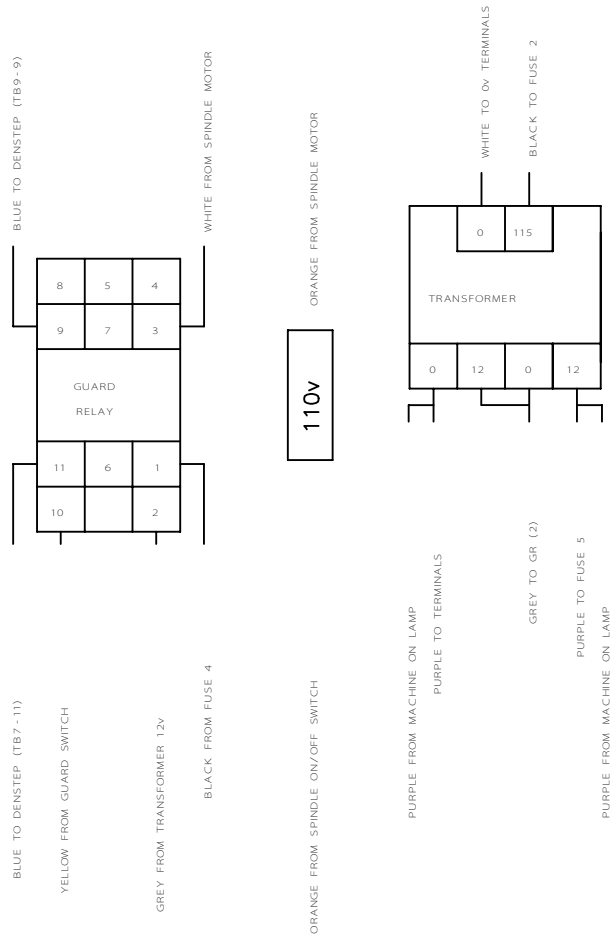 BLUE TO DENSTEP (TB9-9)
WHITE FROM SPINDLE MOTOR
8 5 4
9 7 3
GUARD
RELAY
11 6 1
10 2
BLUE TO DENSTEP (TB7-11)
YELLOW FROM GUARD SWITCH
GREY FROM TRANSFORMER 12v
BLACK FROM FUSE 4
ORANGE FROM SPINDLE MOTOR
110v
ORANGE FROM SPINDLE ON/OFF SWITCH
WHITE TO 0v TERMINALS
BLACK TO FUSE 2
0 115
TRANSFORMER
0 12 0 12
PURPLE FROM MACHINE ON LAMP
PURPLE TO TERMINALS
GREY TO GR (2)
PURPLE TO FUSE 5
PURPLE FROM MACHINE ON LAMP